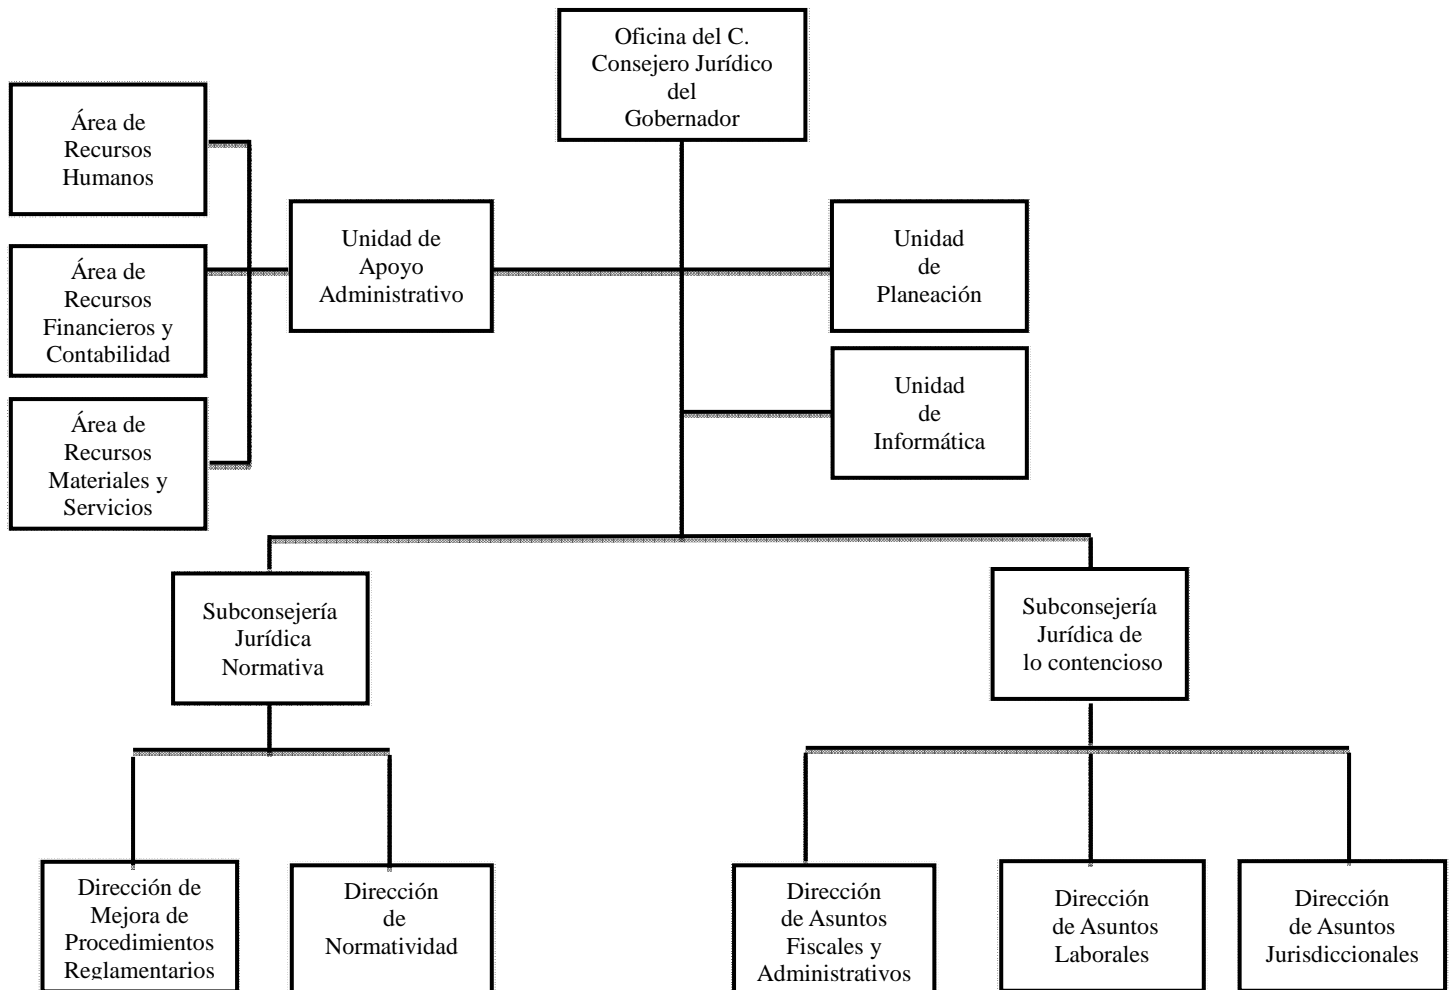 Oficina del C.
Consejero Jurídico
del
Gobernador
Área de
Recursos
Humanos
Unidad de
Apoyo
Administrativo
Unidad
de
Planeación
Área de
Recursos
Financieros y
Contabilidad
Unidad
de
Informática
Área de
Recursos
Materiales y
Servicios
Subconsejería
Jurídica
Normativa
Subconsejería
Jurídica de
lo contencioso
Dirección de
Mejora de
Procedimientos
Reglamentarios
Dirección
de
Normatividad
Dirección
de Asuntos
Fiscales y
Administrativos
Dirección
de Asuntos
Laborales
Dirección
de Asuntos
Jurisdiccionales